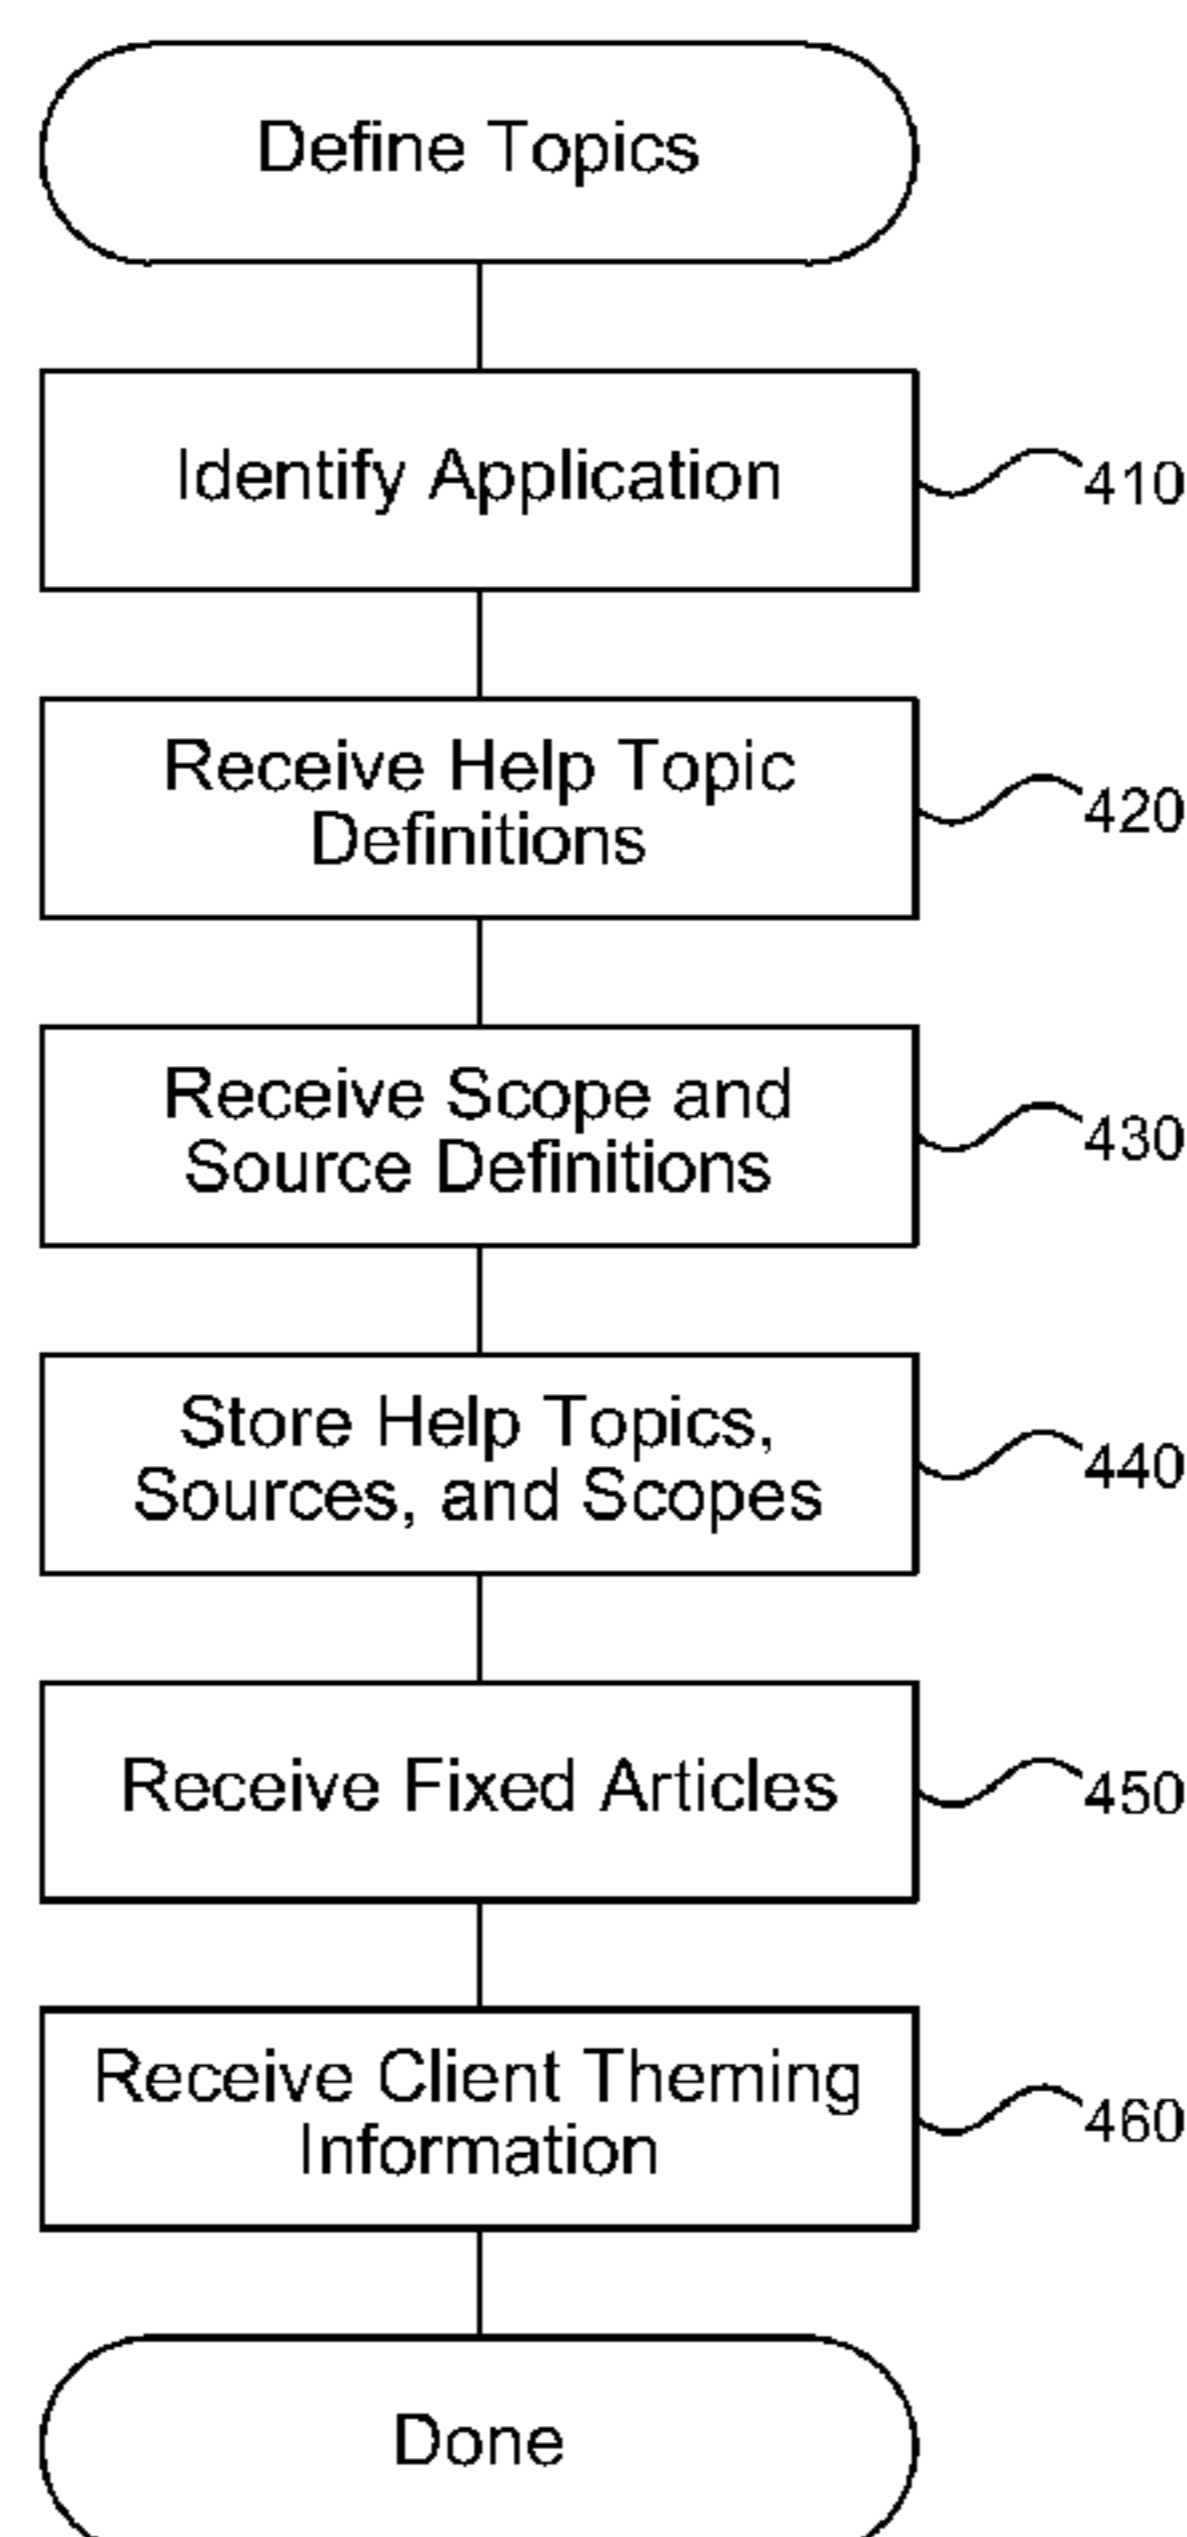 Define Topics
Identify Application
410
Receive Help Topic
Definitions
420
Receive Scope and
Source Definitions
430
Store Help Topics,
Sources, and Scopes
440
Receive Fixed Articles
450
Receive Client Theming
Information
460
Done